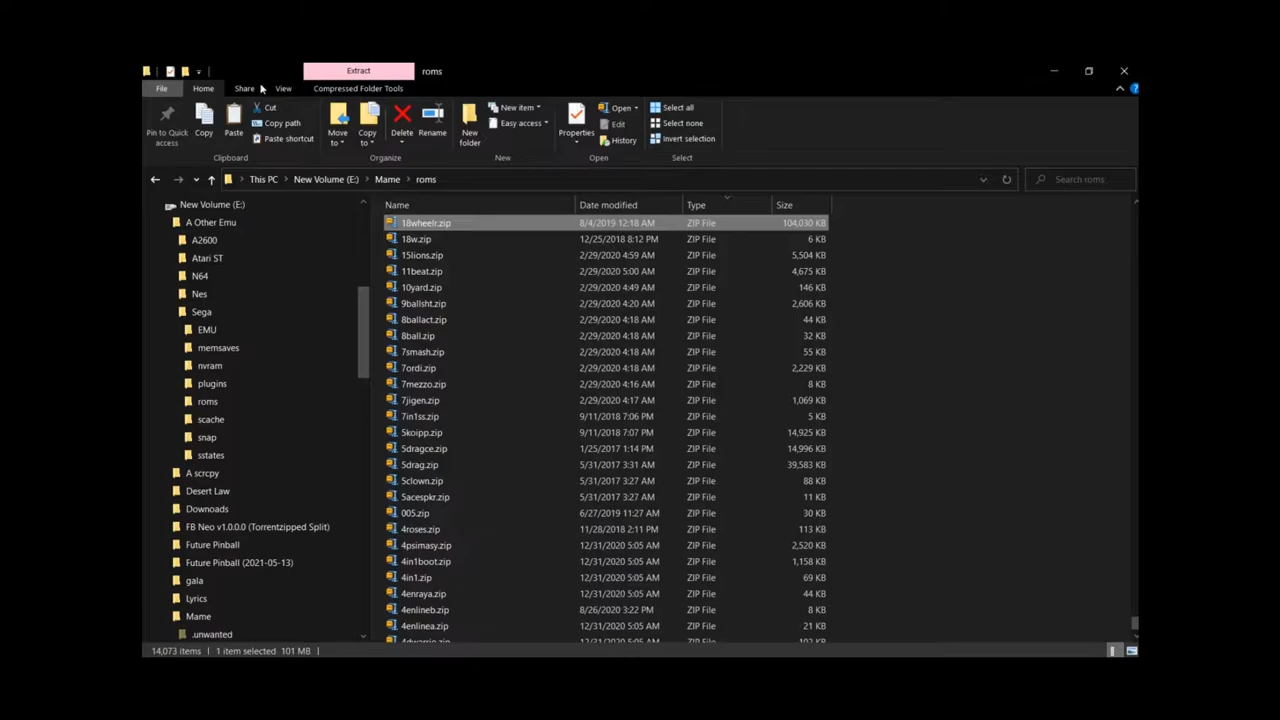 Extract
roms
File
Home
Share
View
Compressed Folder Tools
Pin to Quick access
Copy
Paste
Cut
Copy path
Paste shortcut
Clipboard
Move to
Copy to
Delete
Rename
Organize
New folder
New item
Easy access
New
Properties
Open
Edit
History
Open
Select all
Select none
Invert selection
Select
This PC > New Volume (E:) > Mame > roms
Search roms
New Volume (E:)
A Other Emu
A2600
Atari ST
N64
Nes
Sega
EMU
memsaves
nvram
plugins
roms
scache
snap
sstates
A scrcpy
Desert Law
Downoads
FB Neo v1.0.0.0 (Torrentzipped Split)
Future Pinball
Future Pinball (2021-05-13)
gala
Lyrics
Mame
.unwanted
Name Date modified Type Size
18wheelr.zip 8/4/2019 12:18 AM ZIP File 104,030 KB
18w.zip 12/25/2018 8:12 PM ZIP File 6 KB
15lions.zip 2/29/2020 4:59 AM ZIP File 5,504 KB
11beat.zip 2/29/2020 5:00 AM ZIP File 4,675 KB
10yard.zip 2/29/2020 4:49 AM ZIP File 146 KB
9ballsht.zip 2/29/2020 4:20 AM ZIP File 2,606 KB
8ballact.zip 2/29/2020 4:18 AM ZIP File 44 KB
8ball.zip 2/29/2020 4:18 AM ZIP File 32 KB
7smash.zip 2/29/2020 4:18 AM ZIP File 55 KB
7ordi.zip 2/29/2020 4:18 AM ZIP File 2,229 KB
7mezzo.zip 2/29/2020 4:16 AM ZIP File 8 KB
7jigen.zip 2/29/2020 4:17 AM ZIP File 1,069 KB
7in1ss.zip 9/11/2018 7:06 PM ZIP File 5 KB
5koipp.zip 9/11/2018 7:07 PM ZIP File 14,925 KB
5dragce.zip 1/25/2017 1:14 PM ZIP File 14,996 KB
5drag.zip 5/31/2017 3:31 AM ZIP File 39,583 KB
5clown.zip 5/31/2017 3:27 AM ZIP File 88 KB
5acespkr.zip 5/31/2017 3:27 AM ZIP File 11 KB
005.zip 6/27/2019 11:27 AM ZIP File 30 KB
4roses.zip 11/28/2018 2:11 PM ZIP File 113 KB
4psimasy.zip 12/31/2020 5:05 AM ZIP File 2,520 KB
4in1boot.zip 12/31/2020 5:05 AM ZIP File 1,158 KB
4in1.zip 12/31/2020 5:05 AM ZIP File 69 KB
4enraya.zip 12/31/2020 5:05 AM ZIP File 44 KB
4enlineb.zip 8/26/2020 3:22 PM ZIP File 8 KB
4enlinea.zip 12/31/2020 5:05 AM ZIP File 21 KB
12/31/2020 5:05 AM ZIP File
14,073 items 1 item selected 101 MB